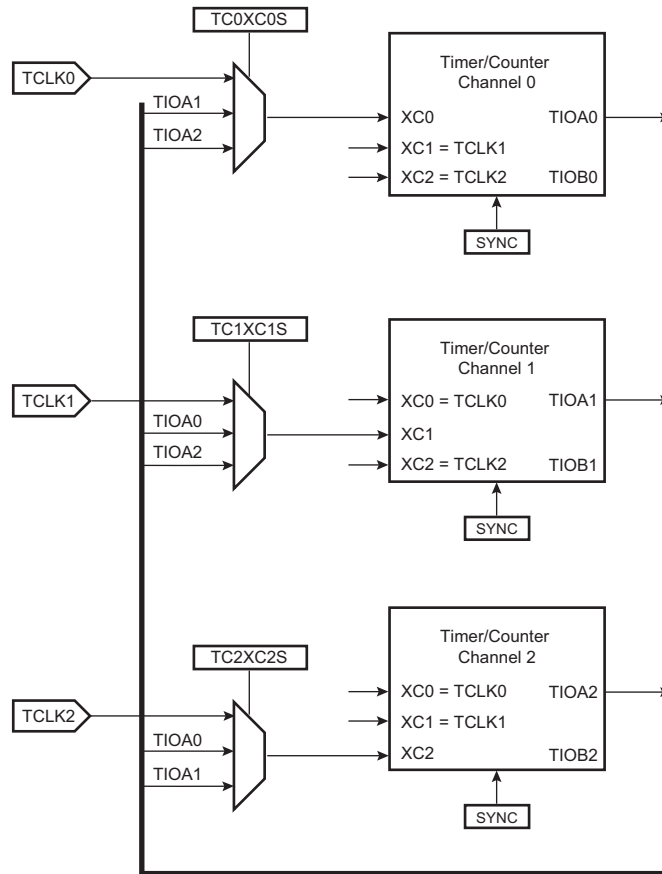 TC0XC0S
TCLK0
TIOA1
TIOA2
Timer/Counter
Channel 0
XC0
TIOA0
XC1 = TCLK1
XC2 = TCLK2
TIOB0
SYNC
TC1XC1S
TCLK1
TIOA0
TIOA2
Timer/Counter
Channel 1
XC0 = TCLK0
TIOA1
XC1
XC2 = TCLK2
TIOB1
SYNC
TC2XC2S
TCLK2
TIOA0
TIOA1
Timer/Counter
Channel 2
XC0 = TCLK0
TIOA2
XC1 = TCLK1
XC2
TIOB2
SYNC